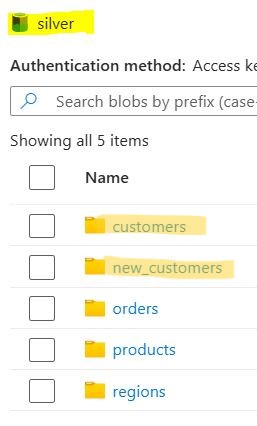 silver
Authentication method: Access ke
Search blobs by prefix (case-
Showing all 5 items
Name
customers
new_customers
orders
products
regions